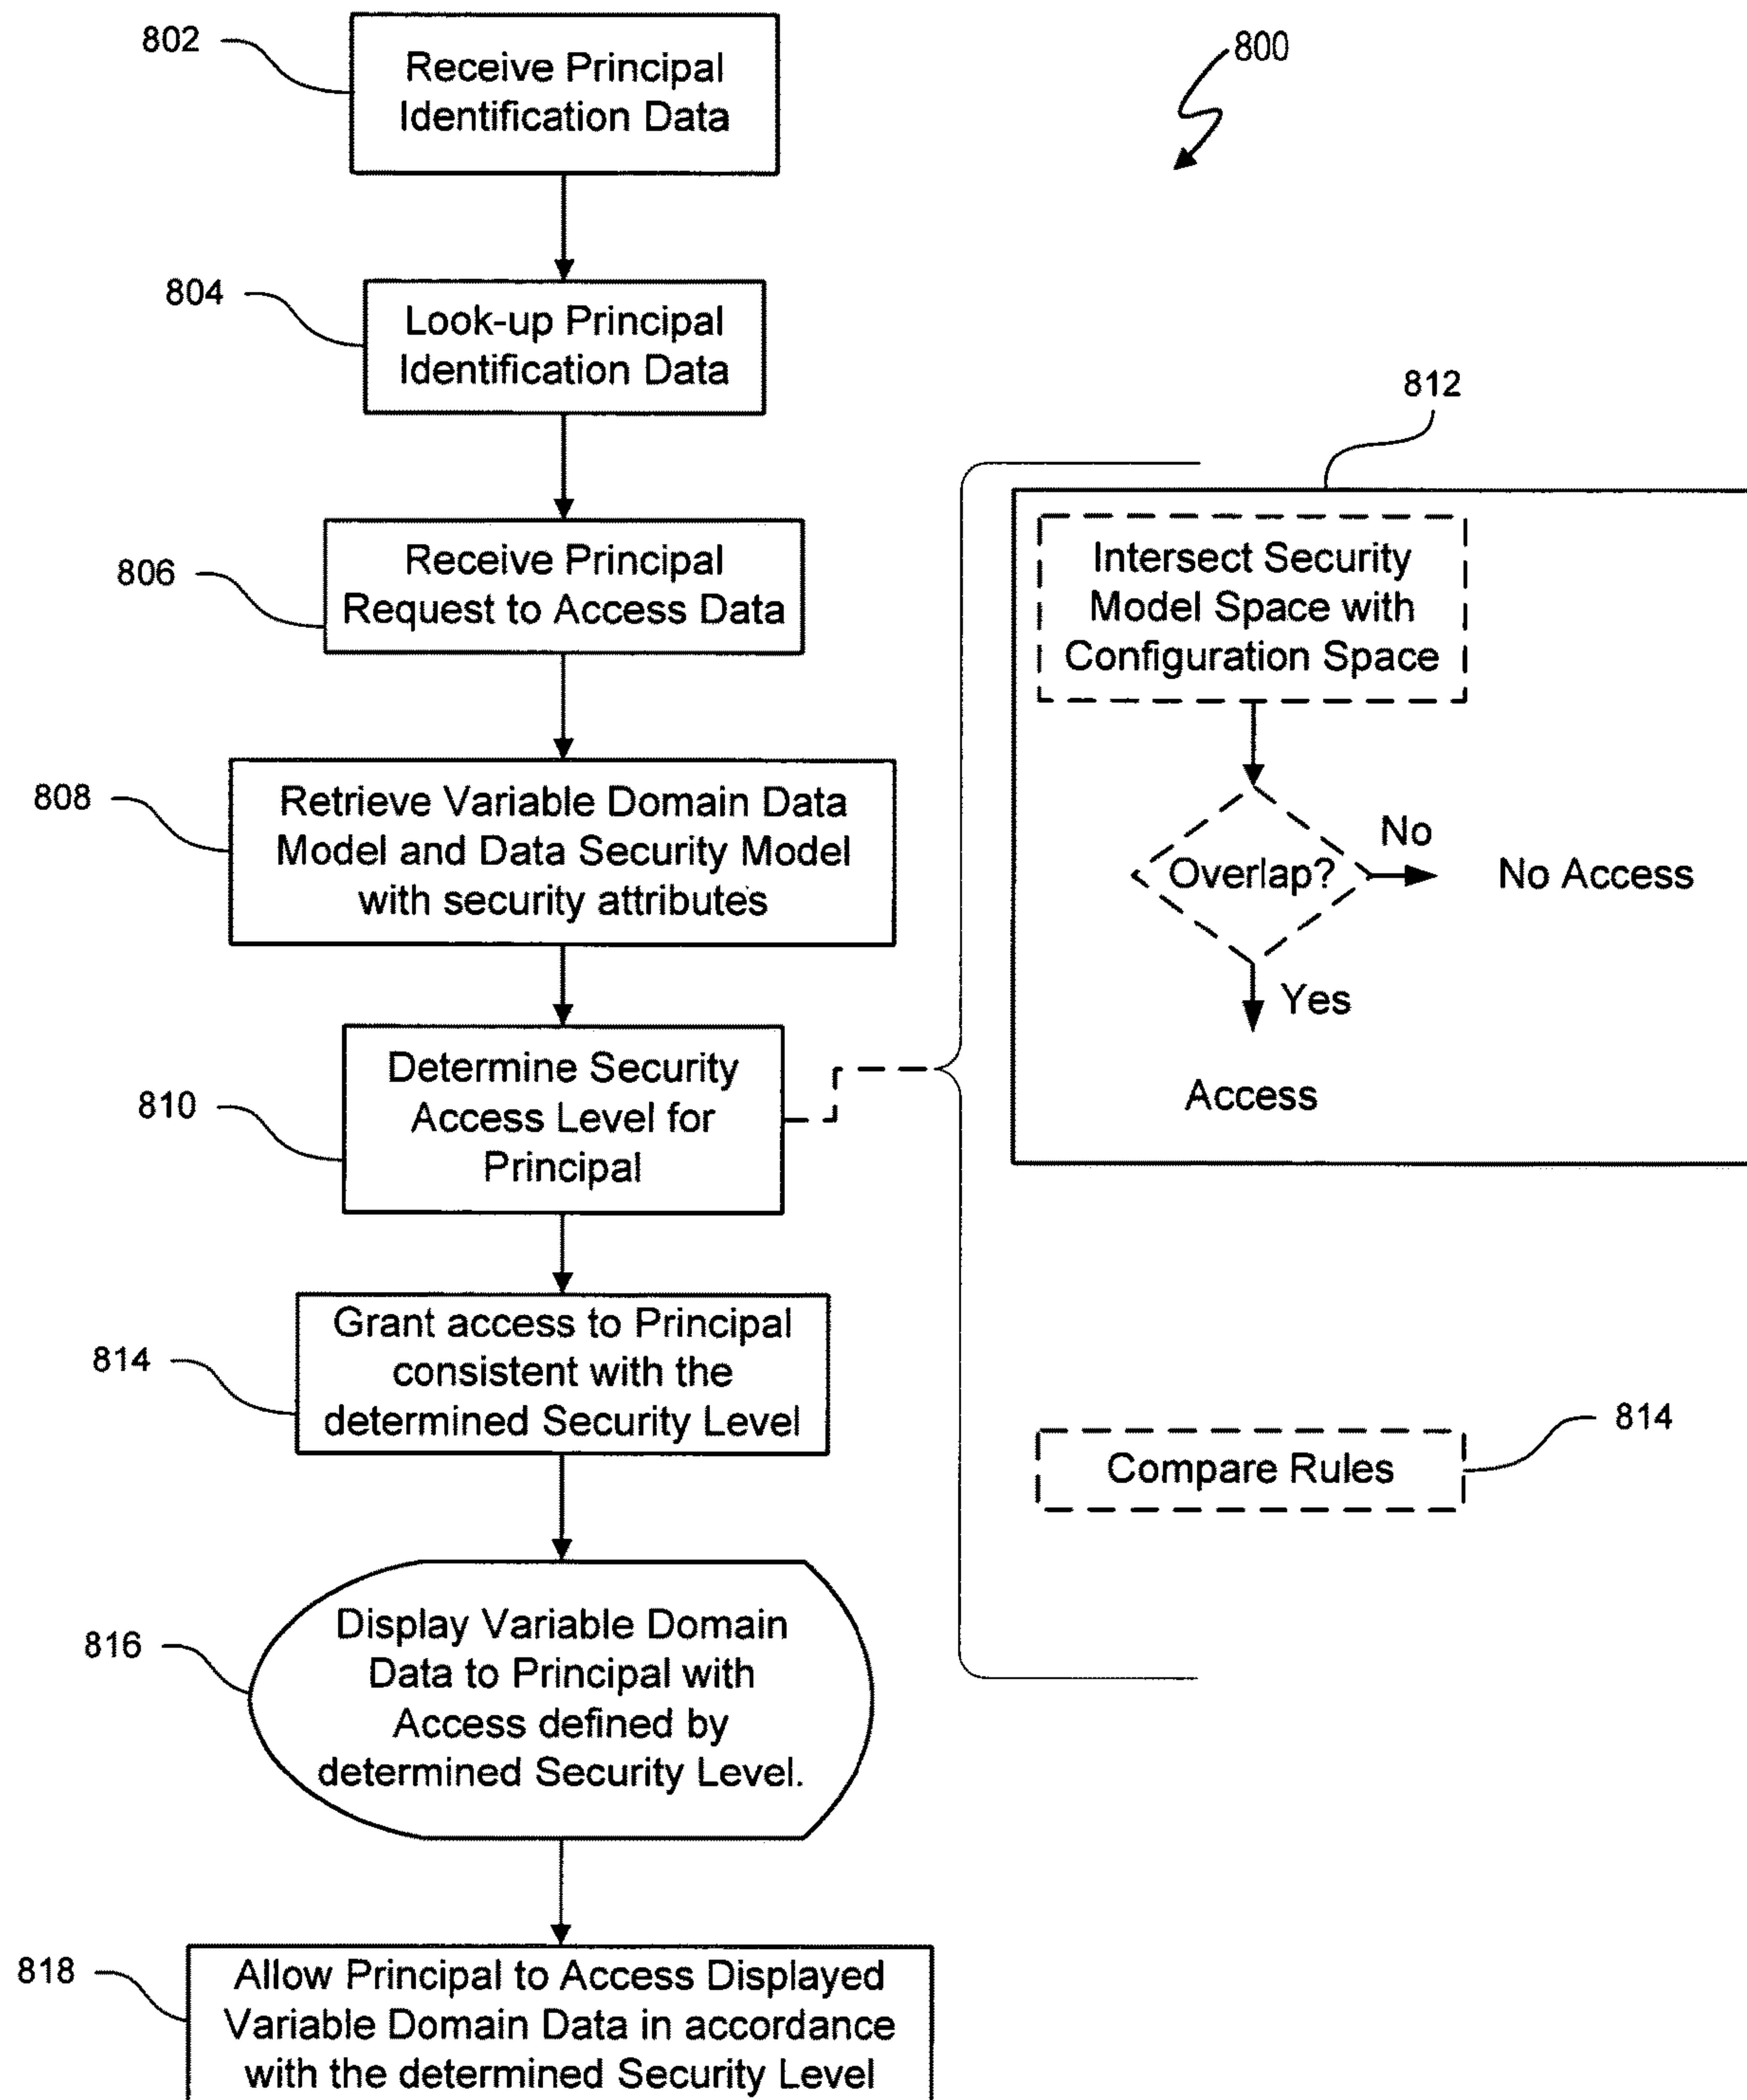 802
Receive Principal
Identification Data
800
804
Look-up Principal
Identification Data
806
Receive Principal
Request to Access Data
808
Retrieve Variable Domain Data
Model and Data Security Model
with security attributes
810
Determine Security
Access Level for
Principal
812
Intersect Security
Model Space with
Configuration Space
Overlap?
No
No Access
Yes
Access
814
Grant access to Principal
consistent with the
determined Security Level
Compare Rules
814
816
Display Variable Domain
Data to Principal with
Access defined by
determined Security Level.
818
Allow Principal to Access Displayed
Variable Domain Data in accordance
with the determined Security Level